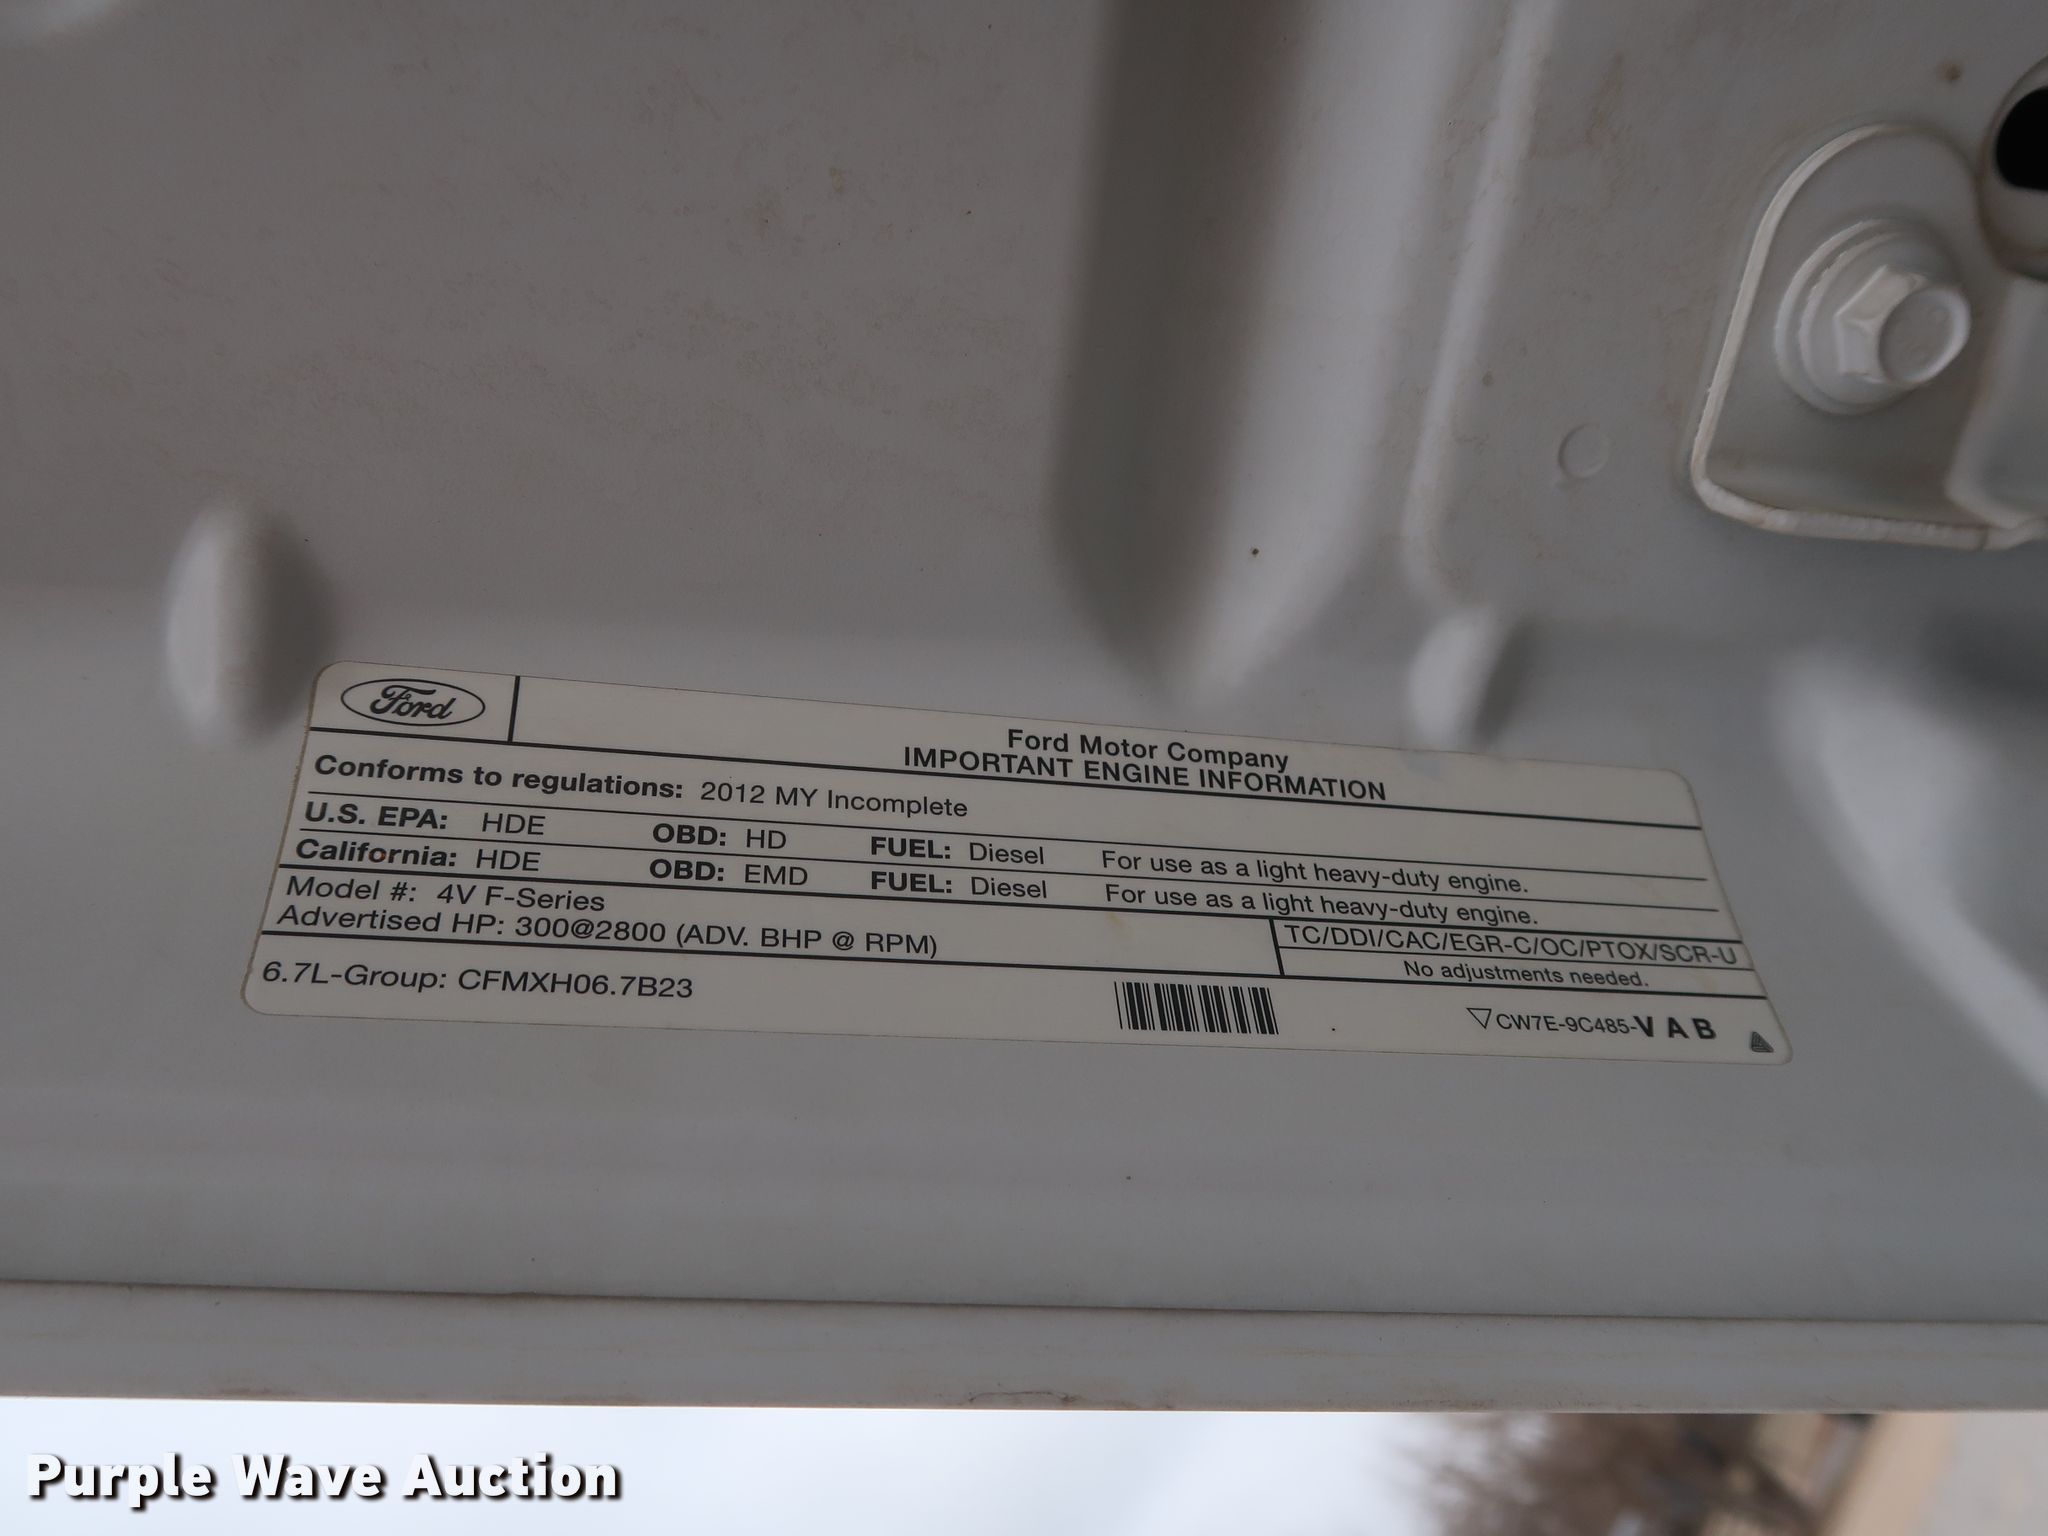 Ford
Ford Motor Company
IMPORTANT ENGINE INFORMATION
Conforms to regulations: 2012 MY Incomplete
U.S. EPA: HDE OBD: HD FUEL: Diesel For use as a light heavy-duty engine.
California: HDE OBD: EMD FUEL: Diesel For use as a light heavy-duty engine.
Model #: 4V F-Series
Advertised HP: 300@2800 (ADV. BHP @ RPM)
TC/DDI/CAC/EGR-C/OC/PTOX/SCR-U
No adjustments needed.
6.7L-Group: CFMXH06.7B23
CW7E-9C485-VAB
Purple Wave Auction